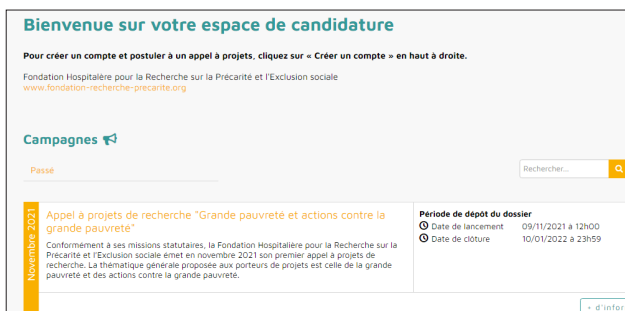 Bienvenue sur votre espace de candidature
Pour créer un compte et postuler à un appel à projets, cliquez sur « Créer un compte » en haut à droite.
Fondation Hospitalère pour la Recherche sur la Précarité et l'Exclusion sociale
www.fondation-recherche-precarite.org
Campagnes
Passé
Rechercher...
Novembre 2021
Appel à projets de recherche "Grande pauvreté et actions contre la
grande pauvreté"
Conformément à ses missions statutaires, la Fondation Hospitalière pour la Recherche sur la
Précarité et l'Exclusion sociale émet en novembre 2021 son premier appel à projets de
recherche. La thématique générale proposée aux porteurs de projets est celle de la grande
pauvreté et des actions contre la grande pauvreté.
Période de dépôt du dossier
Date de lancement 09/11/2021 à 12h00
Date de clôture 10/01/2022 à 23h59
+ d'infor